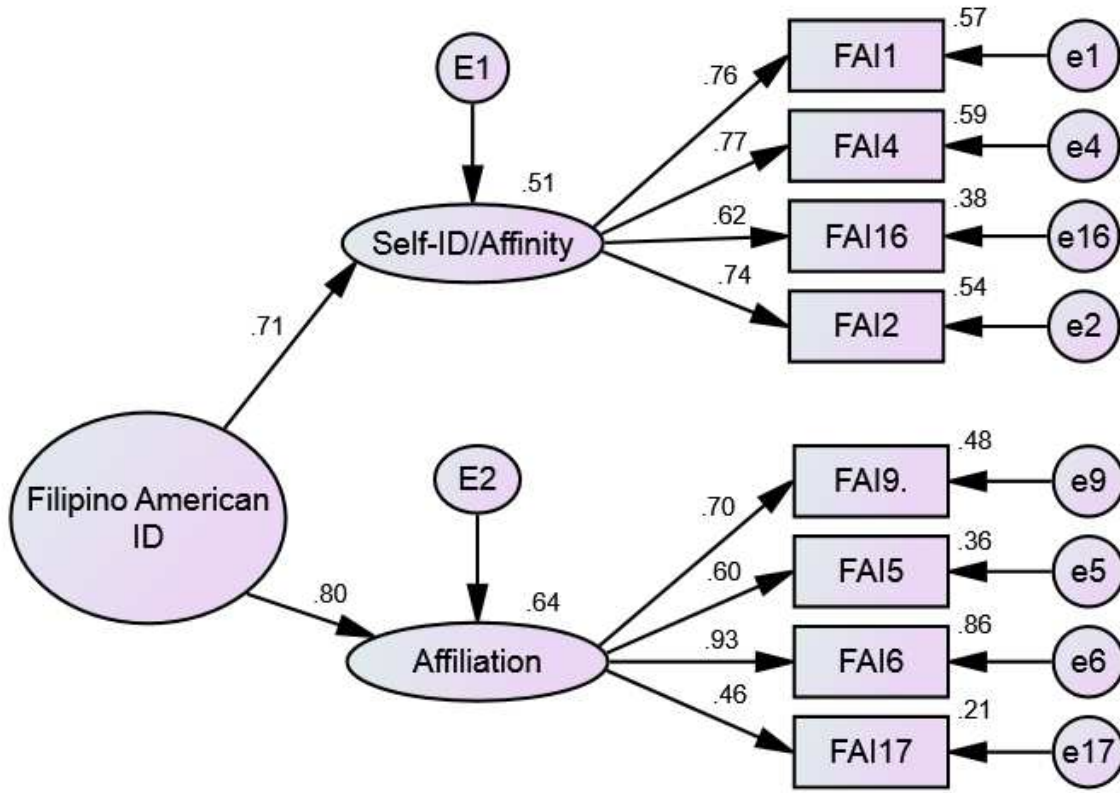 .57
E1
FAI1
e1
.76
.59
.77
FAI4
e4
.51
.38
.62
Self-ID/Affinity
FAI16
e16
.74
.54
FAI2
e2
.71
.48
E2
FAI9.
e9
Filipino American
ID
.70
.36
.60
FAI5
e5
.80
.64
.86
.93
Affiliation
FAI6
e6
.46
.21
FAI17
e17